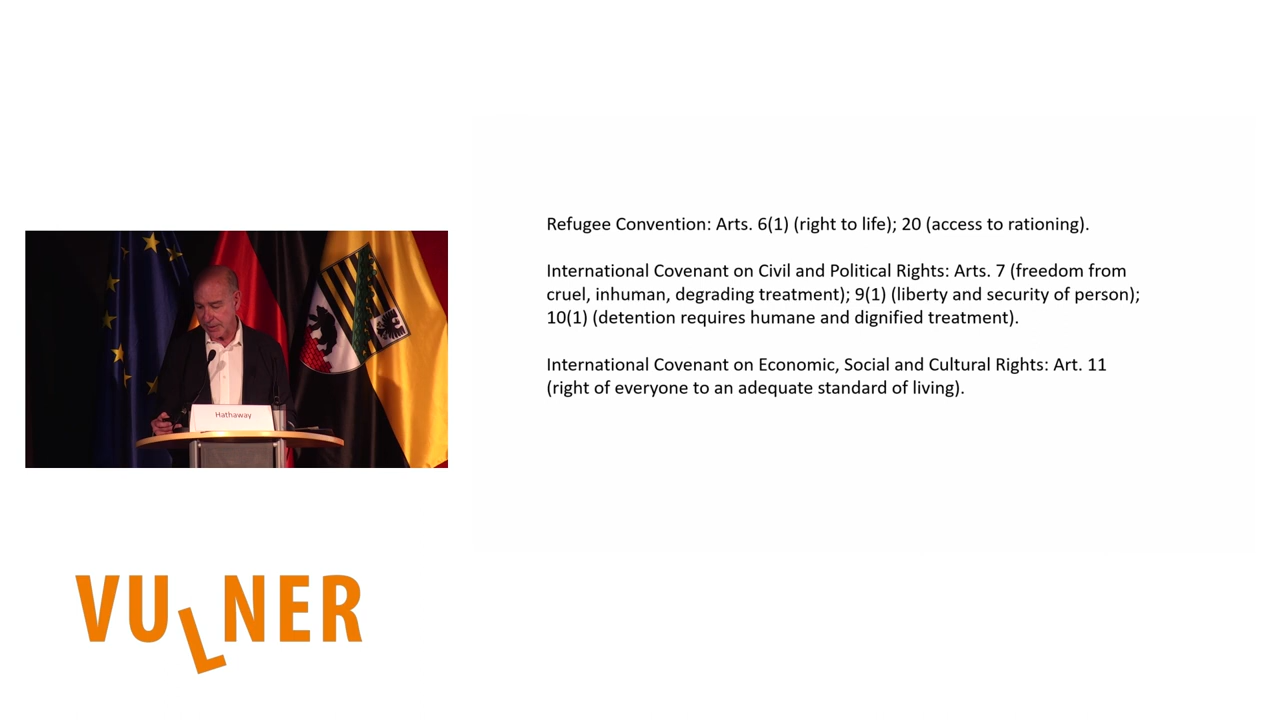 Refugee Convention: Arts. 6(1) (right to life); 20 (access to rationing).
International Covenant on Civil and Political Rights: Arts. 7 (freedom from
cruel, inhuman, degrading treatment); 9(1) (liberty and security of person);
10(1) (detention requires humane and dignified treatment).
International Covenant on Economic, Social and Cultural Rights: Art. 11
(right of everyone to an adequate standard of living).
Hathaway
VULNER